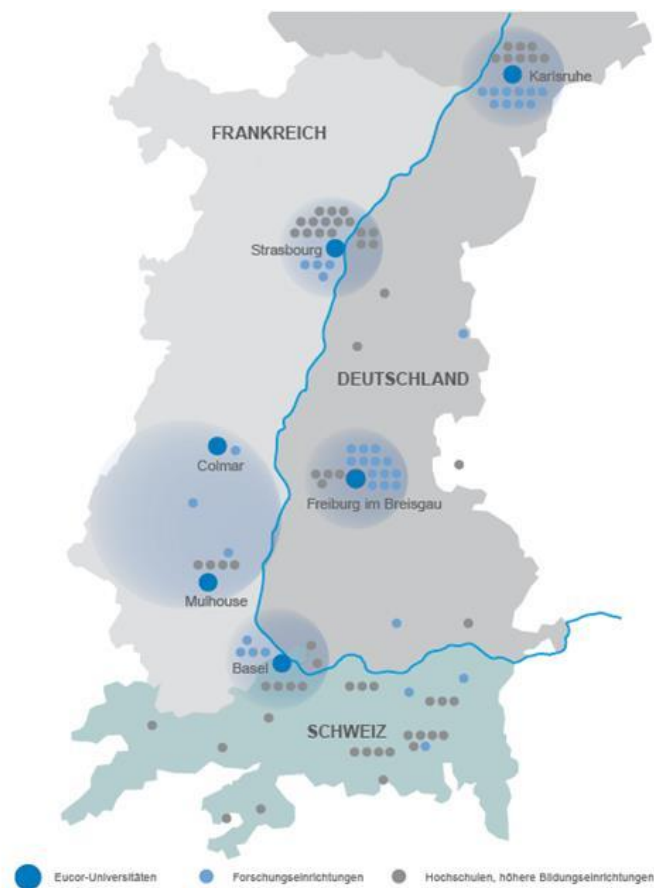 Karlsruhe
FRANKREICH
Strasbourg
DEUTSCHLAND
Colmar
Freiburg im Breisgau
Mulhouse
Basel
SCHWEIZ
Eucor-Universitäten
Forschungseinrichtungen
Hochschulen, höhere Bildungseinrichtungen